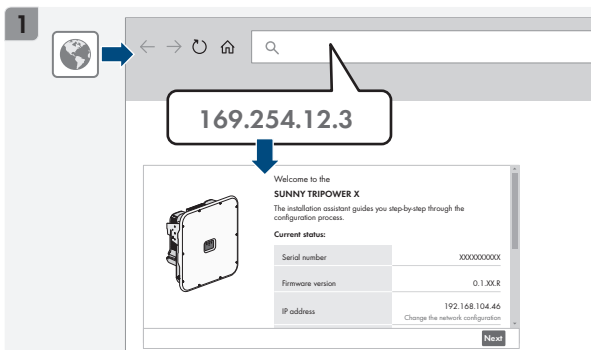 1
169.254.12.3
Welcome to the
SUNNY TRIPOWER X
The installation assistant guides you step-by-step through the
configuration process.
Current status:
Serial number XXXXXXXXXX
Firmware version 0.1.XX.R
IP address 192.168.104.46
Change the network configuration
Next